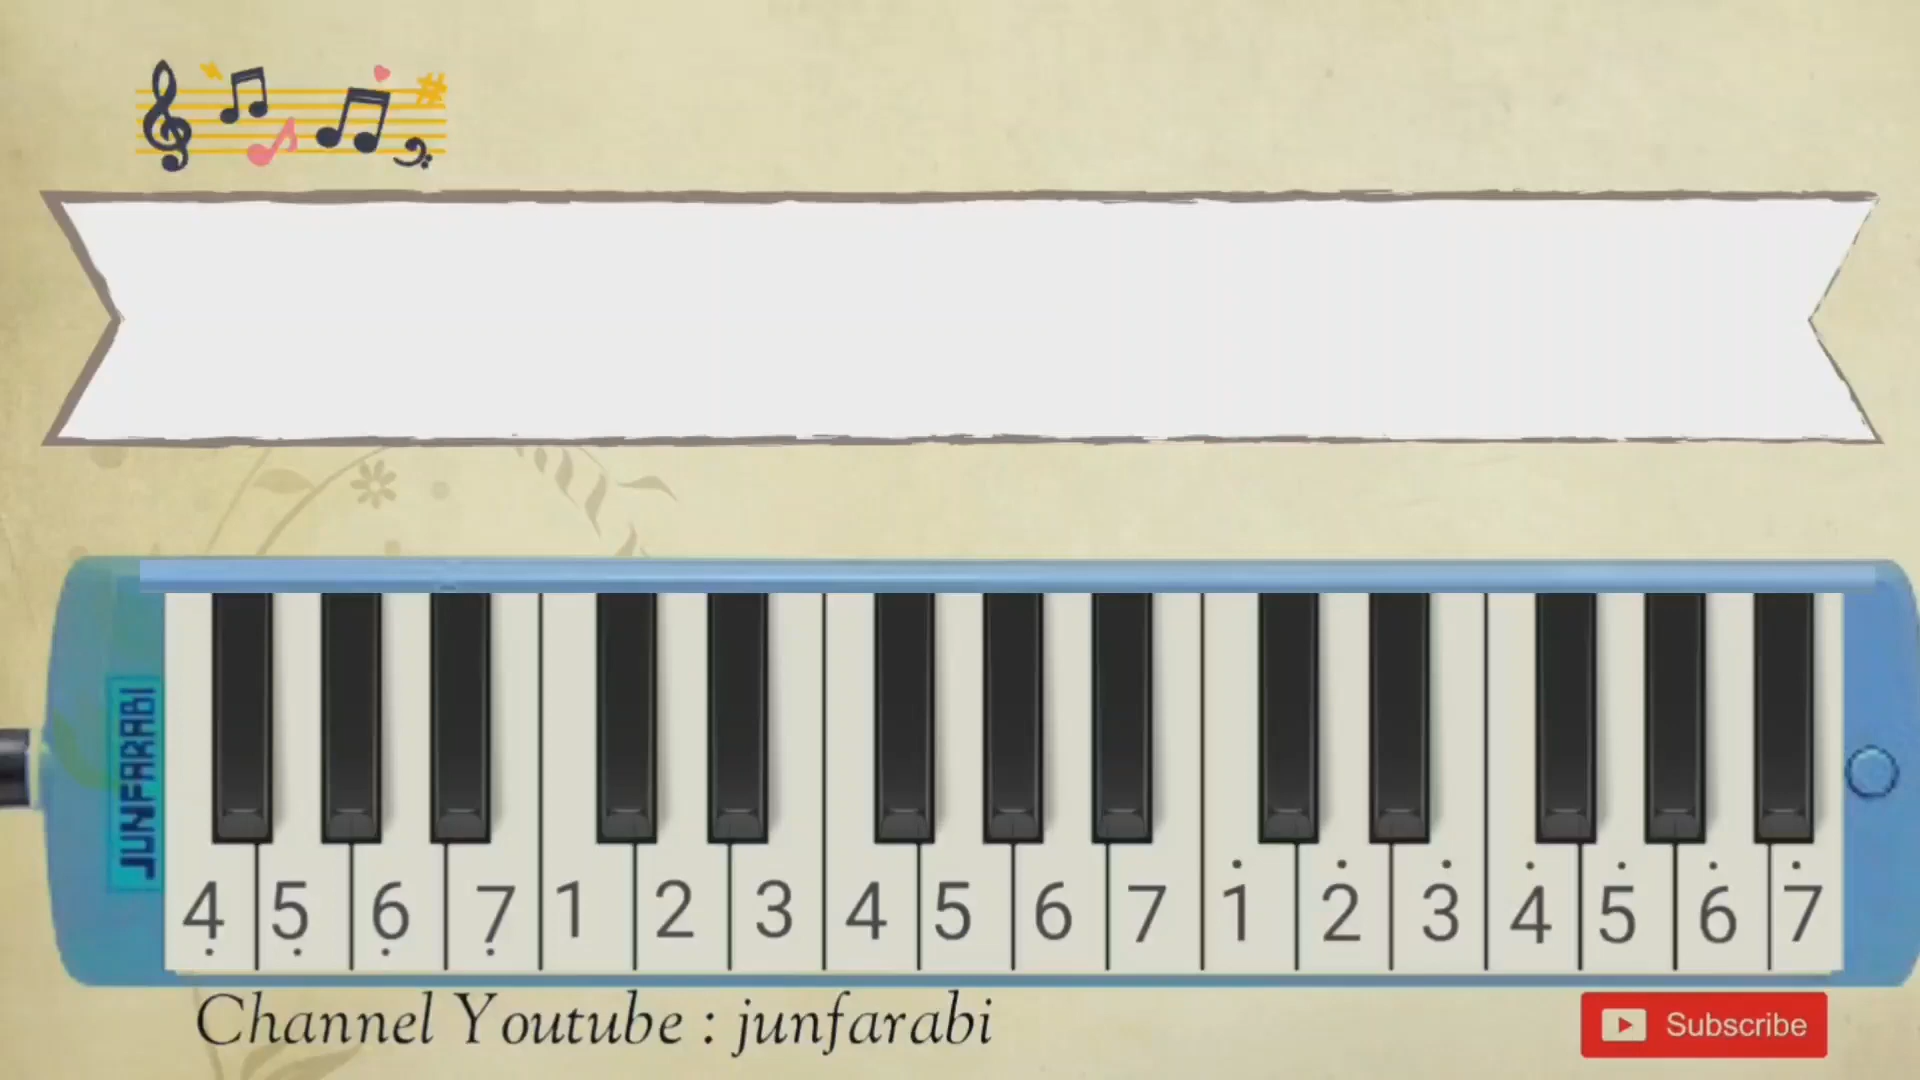 JUNFARABI
4̣ 5̣ 6̣ 7̣ 1 2 3 4 5 6 7 1̇ 2̇ 3̇ 4̇ 5̇ 6̇ 7̇
Channel Youtube : junfarabi
Subscribe